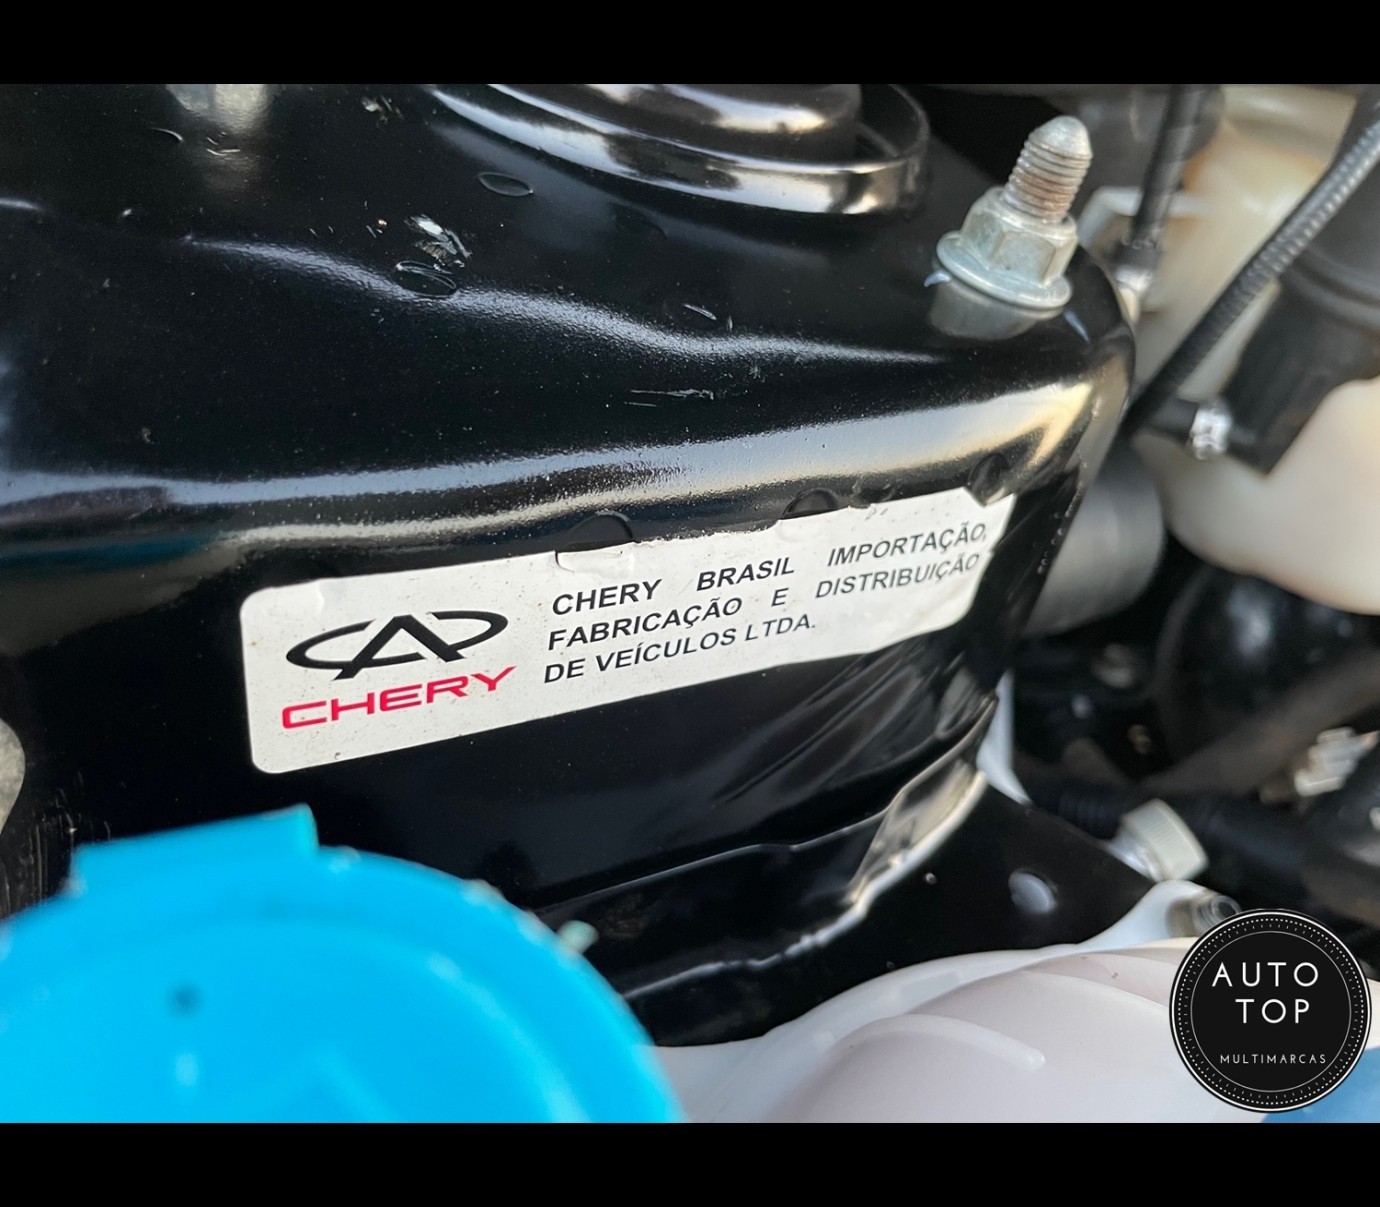 CHERY BRASIL IMPORTAÇÃO,
FABRICAÇÃO E DISTRIBUIÇÃO
DE VEÍCULOS LTDA.
CHERY
AUTO
TOP
MULTIMARCAS